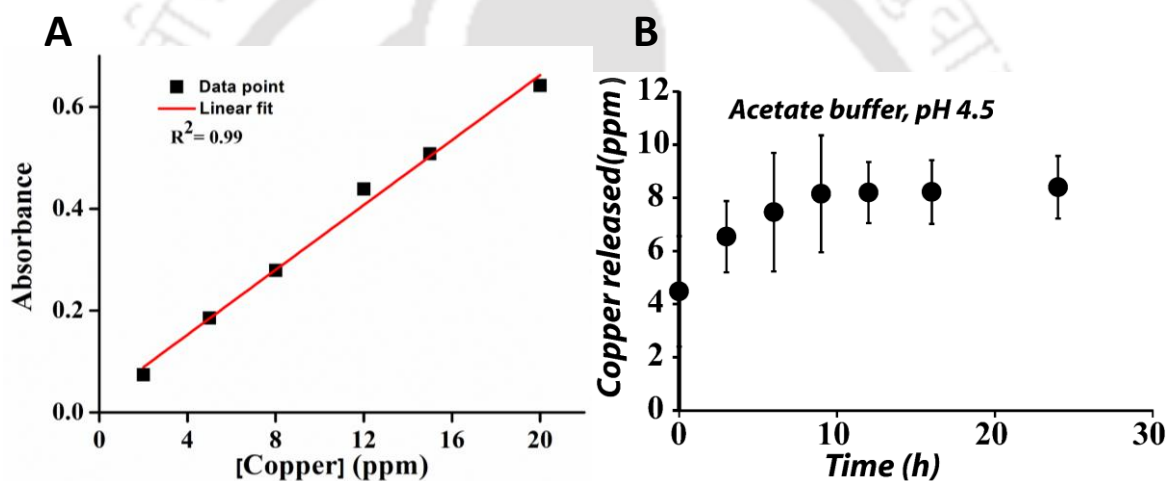 A
Absorbance
0.6
0.4
0.2
0.0
Data point
Linear fit
R2= 0.99
0 4 8 12 16 20
[Copper] (ppm)
B
Copper released(ppm)
12
10
8
6
4
2
0
Acetate buffer, pH 4.5
0 10 20 30
Time (h)